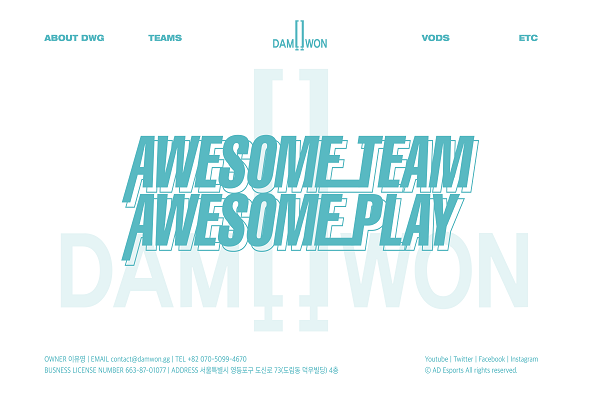 ABOUT DWG
TEAMS
DAMWON
VODS
ETC
AWESOME TEAM
AWESOME PLAY
DAMWON
OWNER 이유영 | EMAIL contact@damwon.gg | TEL +82 070-5099-4670
BUSNESS LICENSE NUMBER 663-87-01077 | ADDRESS 서울특별시 영등포구 도신로 73(도림동 덕우빌딩) 4층
Youtube | Twitter | Facebook | Instagram
© AD Esports All rights reserved.